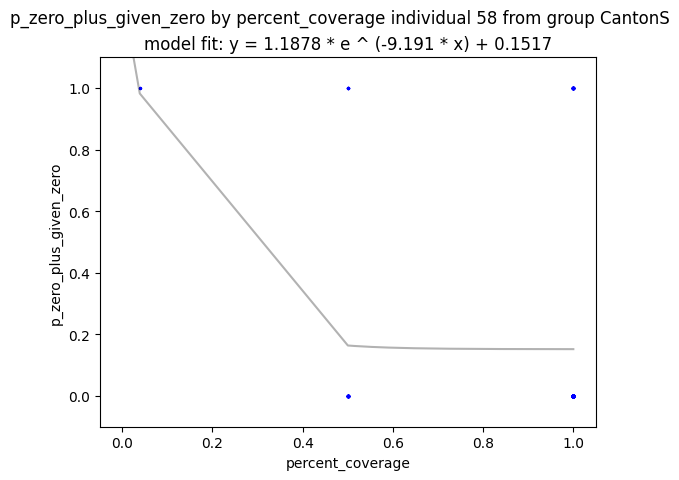 p_zero_plus_given_zero by percent_coverage individual 58 from group CantonS
model fit: y = 1.1878 * e ^ (-9.191 * x) + 0.1517
1.0
0.8
0.6
0.4
0.2
0.0
p_zero_plus_given_zero
0.0 0.2 0.4 0.6 0.8 1.0
percent_coverage